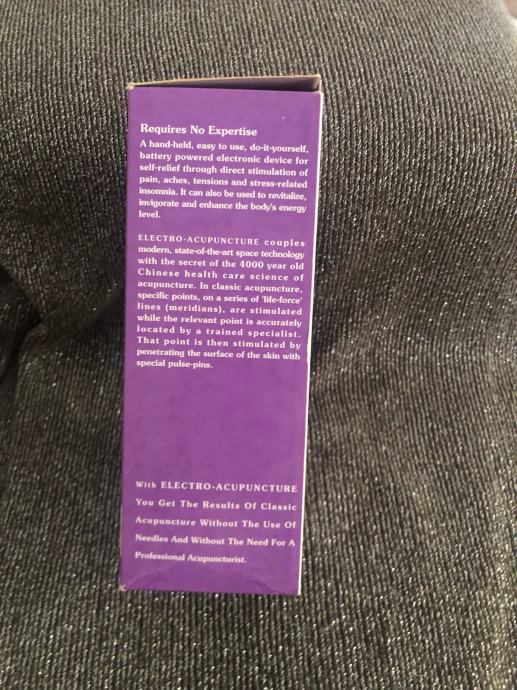 Requires No Expertise
A hand-held, easy to use, do-it-yourself,
battery powered electronic device for
self-relief through direct stimulation of
pain, aches, tensions and stress-related
insomnia. It can also be used to revitalize,
invigorate and enhance the body's energy
level.
ELECTRO-ACUPUNCTURE couples
modern, state-of-the-art space technology
with the secret of the 4000 year old
Chinese health care science of
acupuncture. In classic acupuncture,
specific points, on a series of 'life-force'
lines (meridians), are stimulated
while the relevant point is accurately
located by a trained specialist.
That point is then stimulated by
penetrating the surface of the skin with
special pulse-pins.
With ELECTRO-ACUPUNCTURE
You Get The Results Of Classic
Acupuncture Without The Use Of
Needles And Without The Need For A
Professional Acupuncturist.